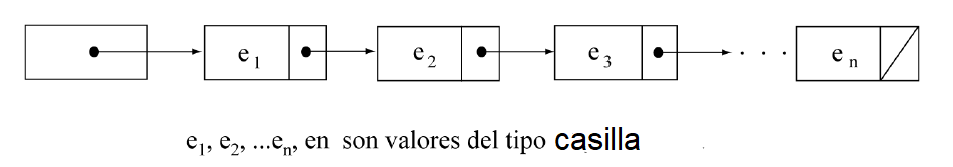 e1 e2 e3 . . . en
e1, e2, ...en, en son valores del tipo casilla